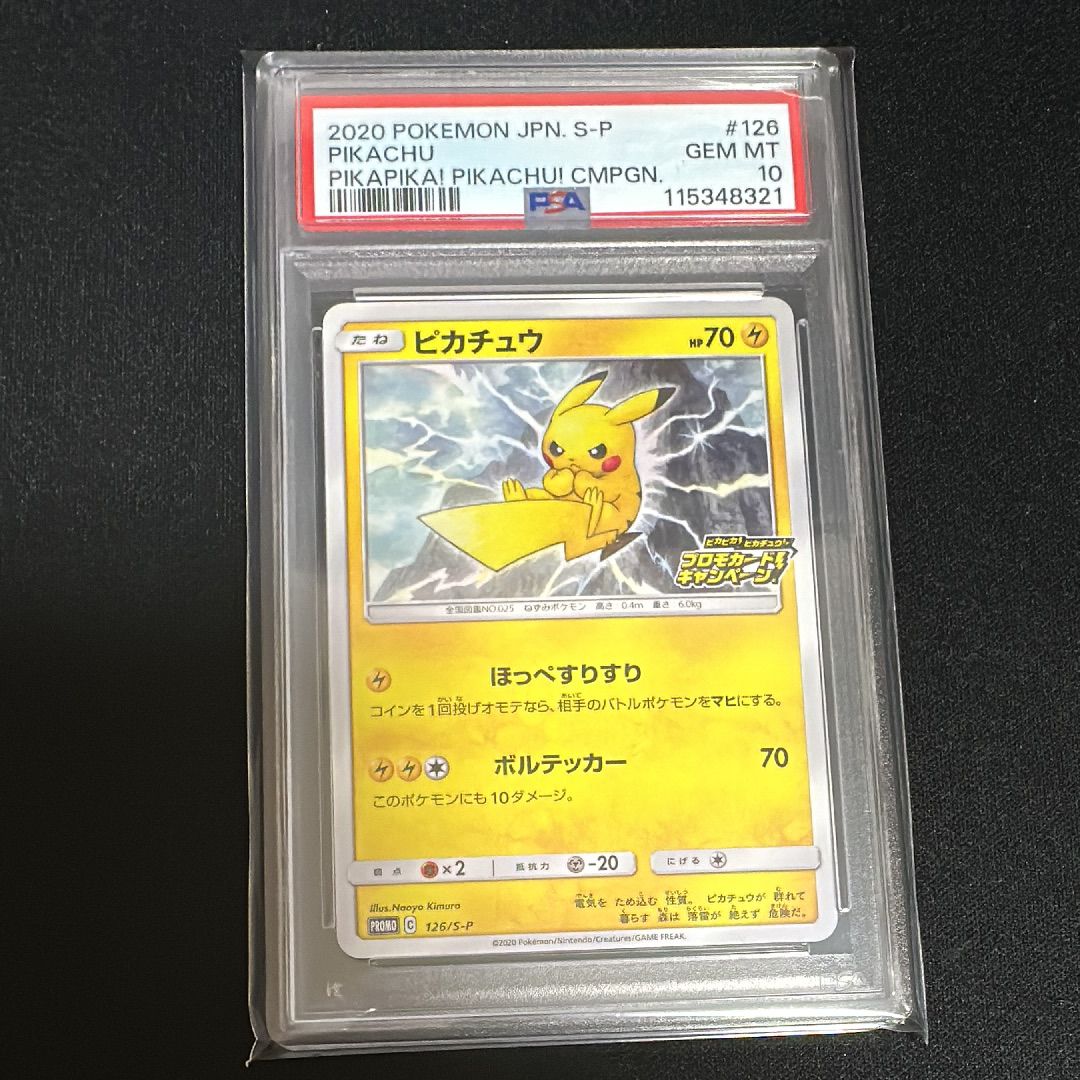 2020 POKEMON JPN. S-P #126
PIKACHU GEM MT
PIKAPIKA! PIKACHU! CMPGN. 10
PSA 115348321
たね ピカチュウ HP70
ピカピカ! ピカチュウ!
プロモカード
キャンペーン!
全国図鑑NO.025 ねずみポケモン 高さ 0.4m 重さ 6.0kg
ほっぺすりすり
コインを1回投げオモテなら、相手のバトルポケモンをマヒにする。
ボルテッカー 70
このポケモンにも10ダメージ。
弱点 ×2 抵抗力 -20 にげる
illus.Naoyo Kimura
電気を ため込む 性質。 ピカチュウが 群れて
暮らす 森は 落雷が 絶えず 危険だ。
PROMO C 126/S-P
©2020 Pokémon/Nintendo/Creatures/GAME FREAK.